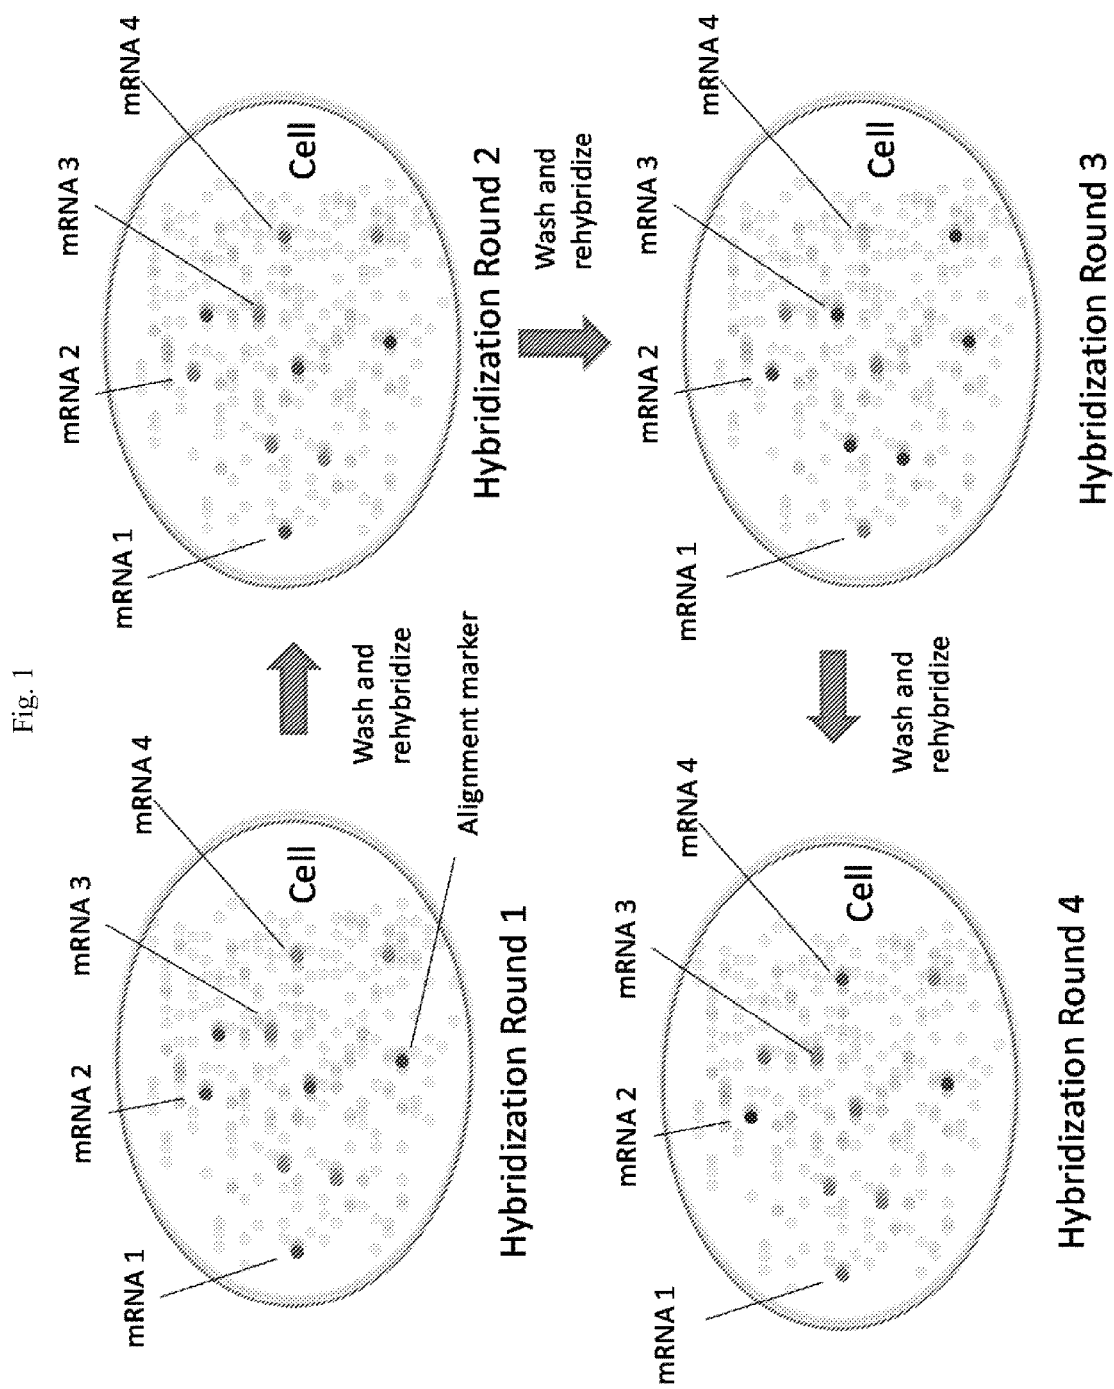 Fig. 1
mRNA 1
mRNA 2
mRNA 3
mRNA 4
Cell
Alignment marker
Hybridization Round 1
Wash and
rehybridize
mRNA 1
mRNA 2
mRNA 3
mRNA 4
Cell
Hybridization Round 2
Wash and
rehybridize
mRNA 1
mRNA 2
mRNA 3
mRNA 4
Cell
Hybridization Round 3
Wash and
rehybridize
mRNA 1
mRNA 2
mRNA 3
mRNA 4
Cell
Hybridization Round 4